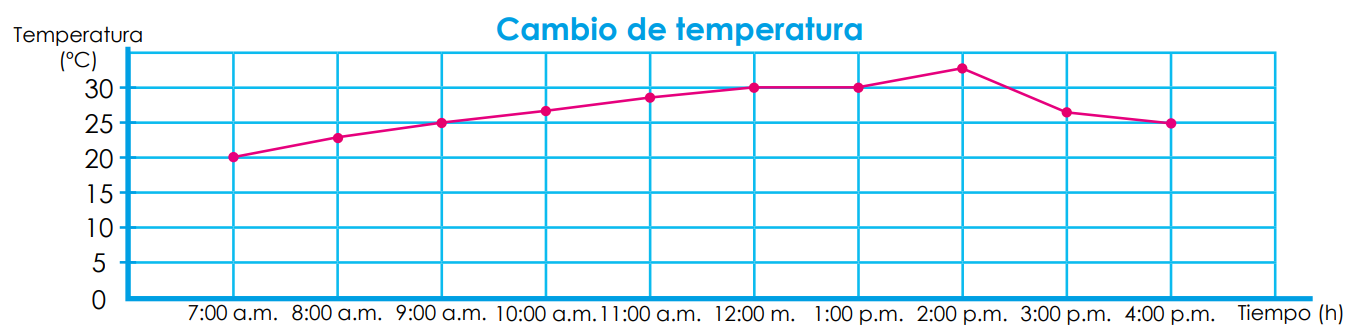 Cambio de temperatura
Temperatura
(°C)
30
25
20
15
10
5
0
7:00 a.m. 8:00 a.m. 9:00 a.m. 10:00 a.m. 11:00 a.m. 12:00 m. 1:00 p.m. 2:00 p.m. 3:00 p.m. 4:00 p.m. Tiempo (h)